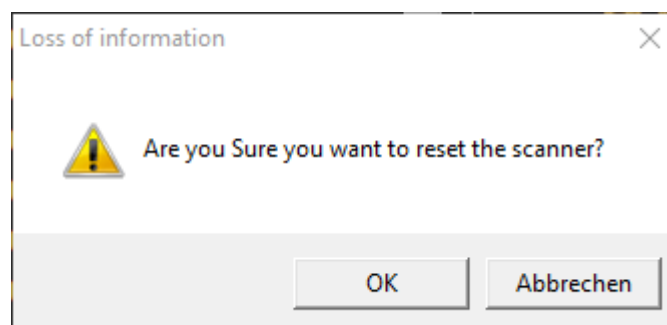 Loss of information
Are you Sure you want to reset the scanner?
OK
Abbrechen